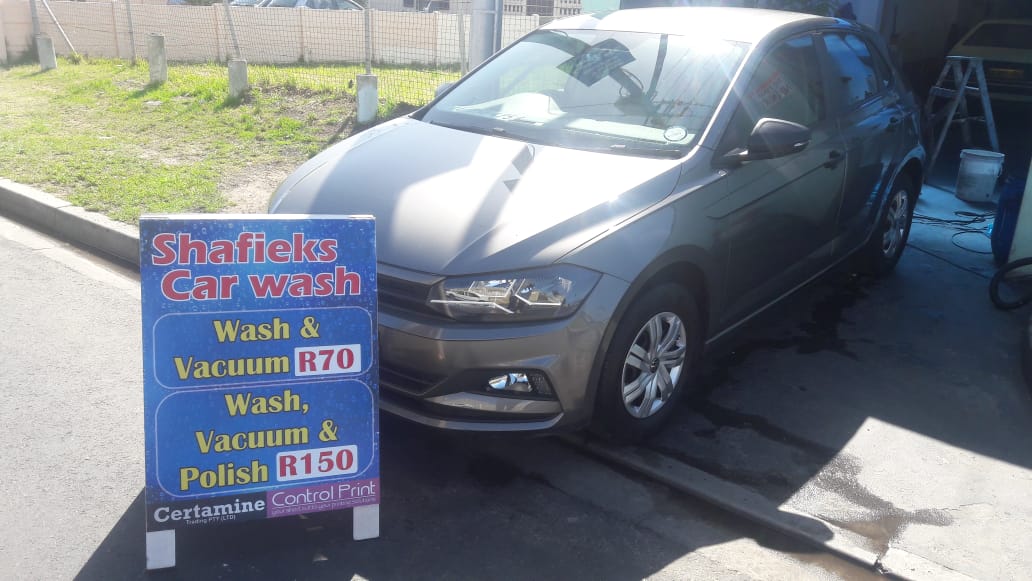 Shafieks
Car wash
Wash &
Vacuum R70
Wash,
Vacuum &
Polish R150
Certamine
Trading PTY (LTD)
Control Print